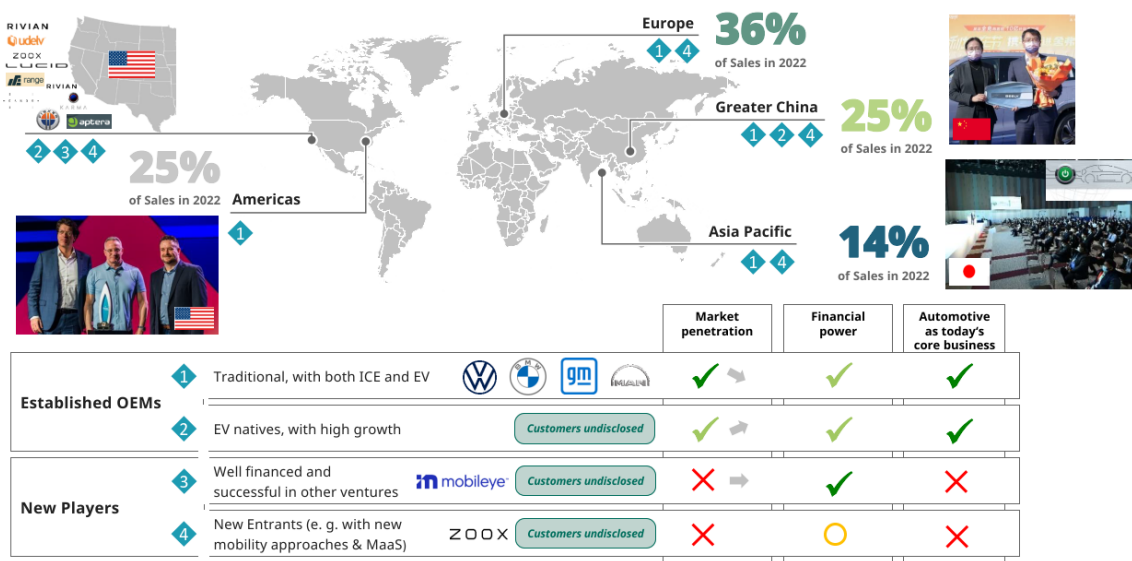 RIVIAN
udelv
ZOOX
LUCID
range
RIVIAN
aptera
2 3 4
25%
of Sales in 2022
Americas
1
Europe
1 4
36%
of Sales in 2022
Greater China
1 2 4
25%
of Sales in 2022
Asia Pacific
1 4
14%
of Sales in 2022
Market
penetration
Financial
power
Automotive
as today's
core business
Established OEMs
1 Traditional, with both ICE and EV
BMW
gm
MAN
2 EV natives, with high growth
Customers undisclosed
New Players
3 Well financed and
successful in other ventures
mobileye™
Customers undisclosed
4 New Entrants (e. g. with new
mobility approaches & MaaS)
ZOOX
Customers undisclosed